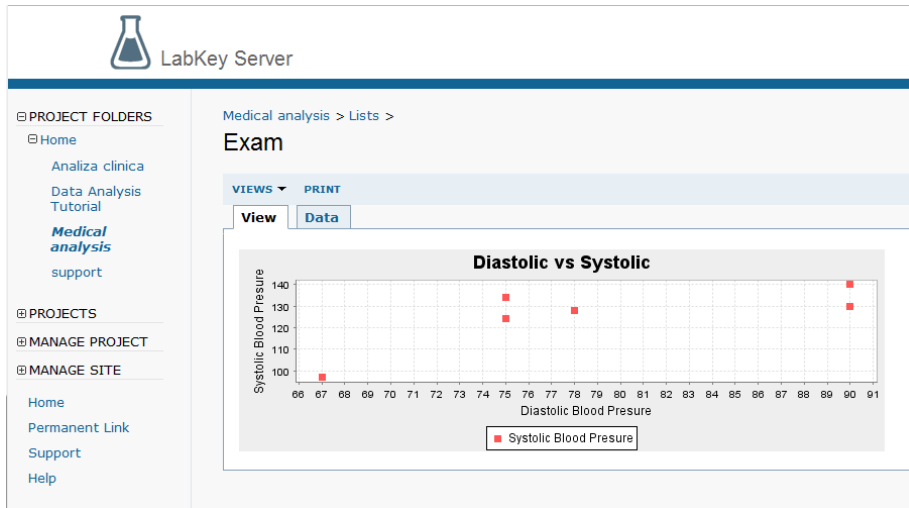 LabKey Server
PROJECT FOLDERS
Home
Analiza clinica
Data Analysis
Tutorial
Medical
analysis
support
PROJECTS
MANAGE PROJECT
MANAGE SITE
Home
Permanent Link
Support
Help
Medical analysis > Lists >
Exam
VIEWS PRINT
View Data
Diastolic vs Systolic
Systolic Blood Presure
140
130
120
110
100
66 67 68 69 70 71 72 73 74 75 76 77 78 79 80 81 82 83 84 85 86 87 88 89 90 91
Diastolic Blood Presure
Systolic Blood Presure